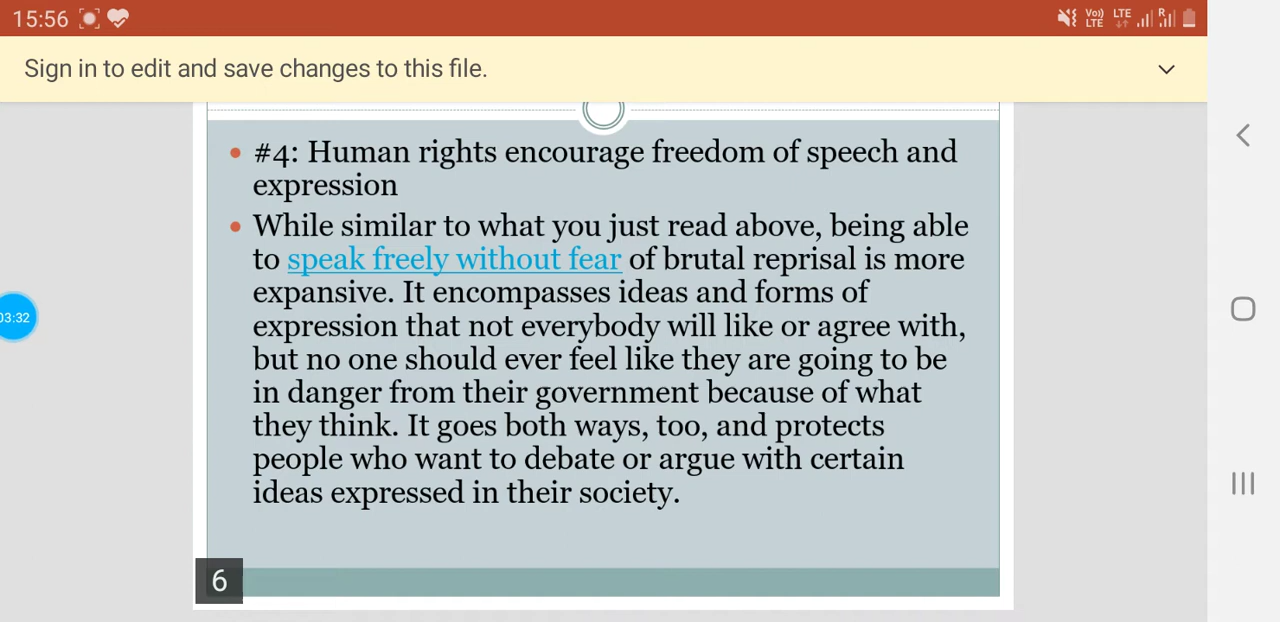 15:56
Vo)) LTE LTE R
Sign in to edit and save changes to this file.
#4: Human rights encourage freedom of speech and
expression
While similar to what you just read above, being able
to speak freely without fear of brutal reprisal is more
expansive. It encompasses ideas and forms of
expression that not everybody will like or agree with,
but no one should ever feel like they are going to be
in danger from their government because of what
they think. It goes both ways, too, and protects
people who want to debate or argue with certain
ideas expressed in their society.
03:32
6